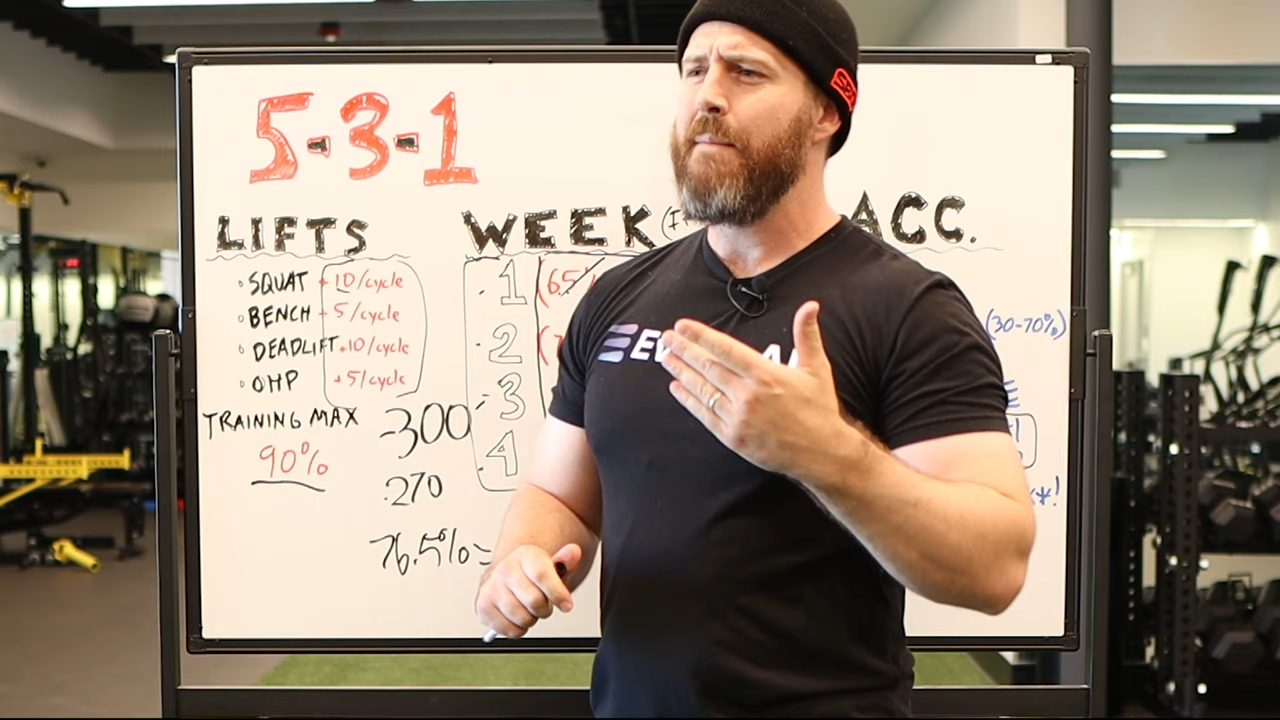 5-3-1
LIFTS
SQUAT +10/cycle
BENCH +5/cycle
DEADLIFT +10/cycle
OHP +5/cycle
TRAINING MAX
90%
300
270
76.5%=
WEEK
1 (65%
2
3
4
ACC.
(30-70%)